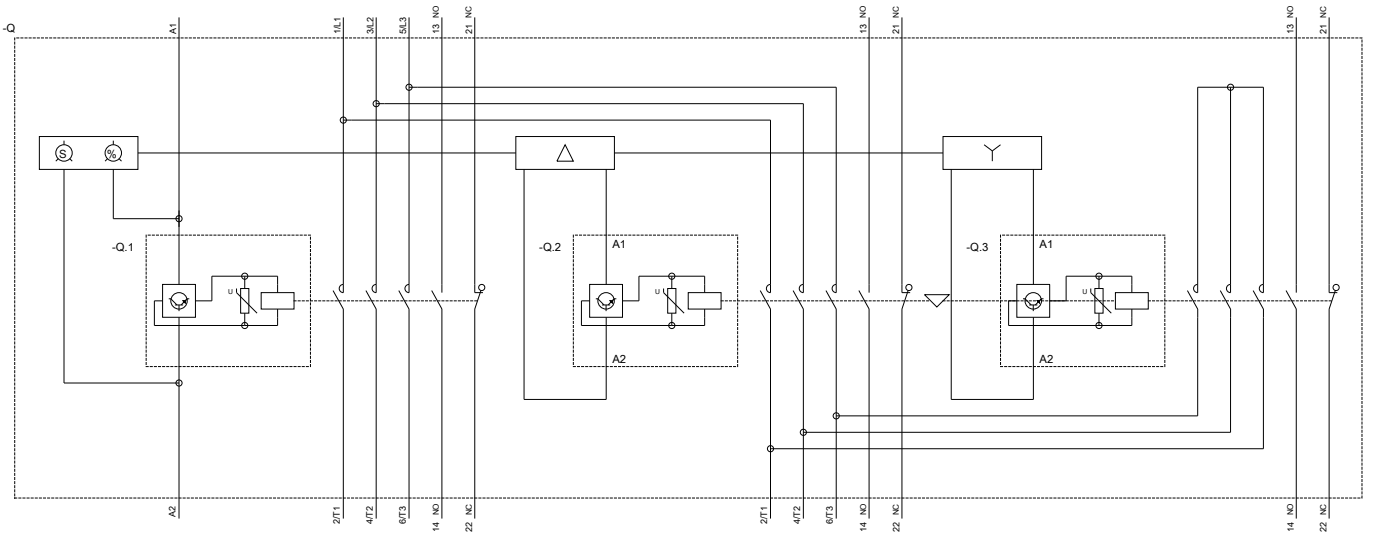 -Q
A1
1/L1
3/L2
5/L3
13 NO
21 NC
13 NO
21 NC
13 NO
21 NC
S
%
-Q.1
U
-Q.2
A1
U
A2
-Q.3
A1
U
A2
A2
2/T1
4/T2
6/T3
14 NO
22 NC
2/T1
4/T2
6/T3
14 NO
22 NC
14 NO
22 NC